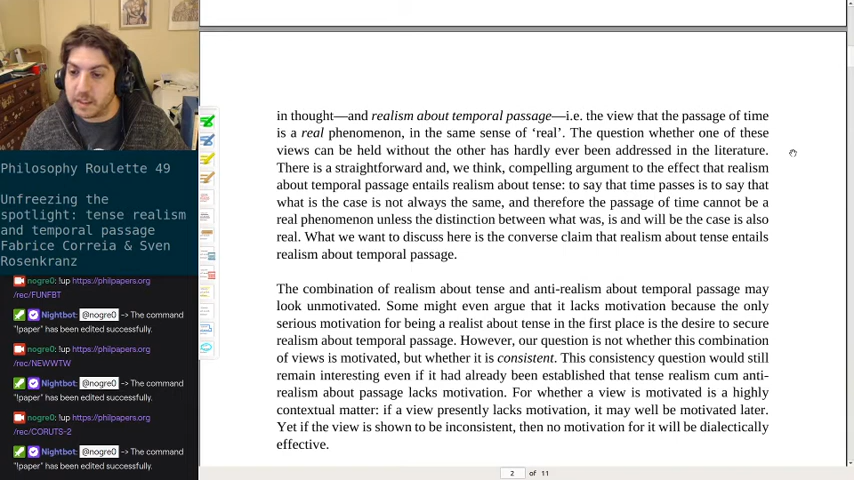 in thought—and realism about temporal passage—i.e. the view that the passage of time
is a real phenomenon, in the same sense of ‘real’. The question whether one of these
views can be held without the other has hardly ever been addressed in the literature.
There is a straightforward and, we think, compelling argument to the effect that realism
about temporal passage entails realism about tense: to say that time passes is to say that
what is the case is not always the same, and therefore the passage of time cannot be a
real phenomenon unless the distinction between what was, is and will be the case is also
real. What we want to discuss here is the converse claim that realism about tense entails
realism about temporal passage.
The combination of realism about tense and anti-realism about temporal passage may
look unmotivated. Some might even argue that it lacks motivation because the only
serious motivation for being a realist about tense in the first place is the desire to secure
realism about temporal passage. However, our question is not whether this combination
of views is motivated, but whether it is consistent. This consistency question would still
remain interesting even if it had already been established that tense realism cum anti-
realism about passage lacks motivation. For whether a view is motivated is a highly
contextual matter: if a view presently lacks motivation, it may well be motivated later.
Yet if the view is shown to be inconsistent, then no motivation for it will be dialectically
effective.
2 of 11
Philosophy Roulette 49
Unfreezing the
spotlight: tense realism
and temporal passage
Fabrice Correia & Sven
Rosenkranz
nogre0: !up https://philpapers.org
/rec/FUNFBT
Nightbot: @nogre0 -> The command
"!paper" has been edited successfully.
nogre0: !up https://philpapers.org
/rec/NEWWTW
Nightbot: @nogre0 -> The command
"!paper" has been edited successfully.
nogre0: !up https://philpapers.org
/rec/CORUTS-2
Nightbot: @nogre0 -> The command
"!paper" has been edited successfully.